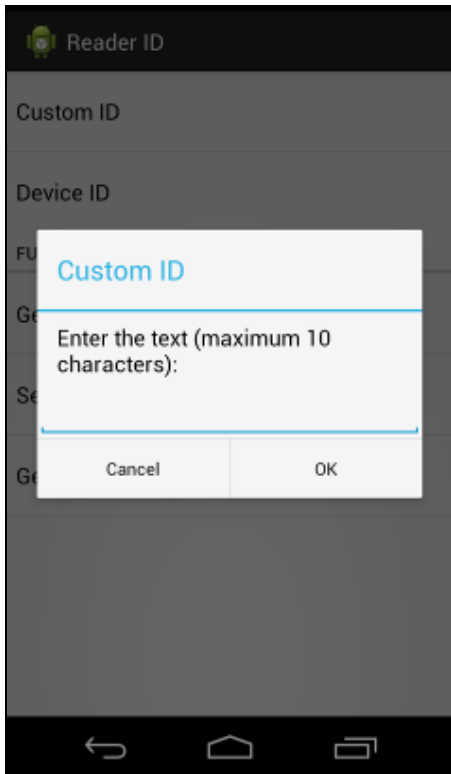 Reader ID
Custom ID
Device ID
FU
Custom ID
Ge
Enter the text (maximum 10
characters):
Se
Cancel
OK
Ge